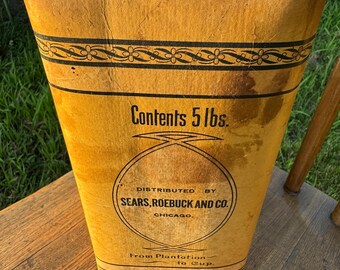 Contents 5 lbs.
DISTRIBUTED BY
SEARS, ROEBUCK AND CO.
CHICAGO.
From Plantation
to Cup.